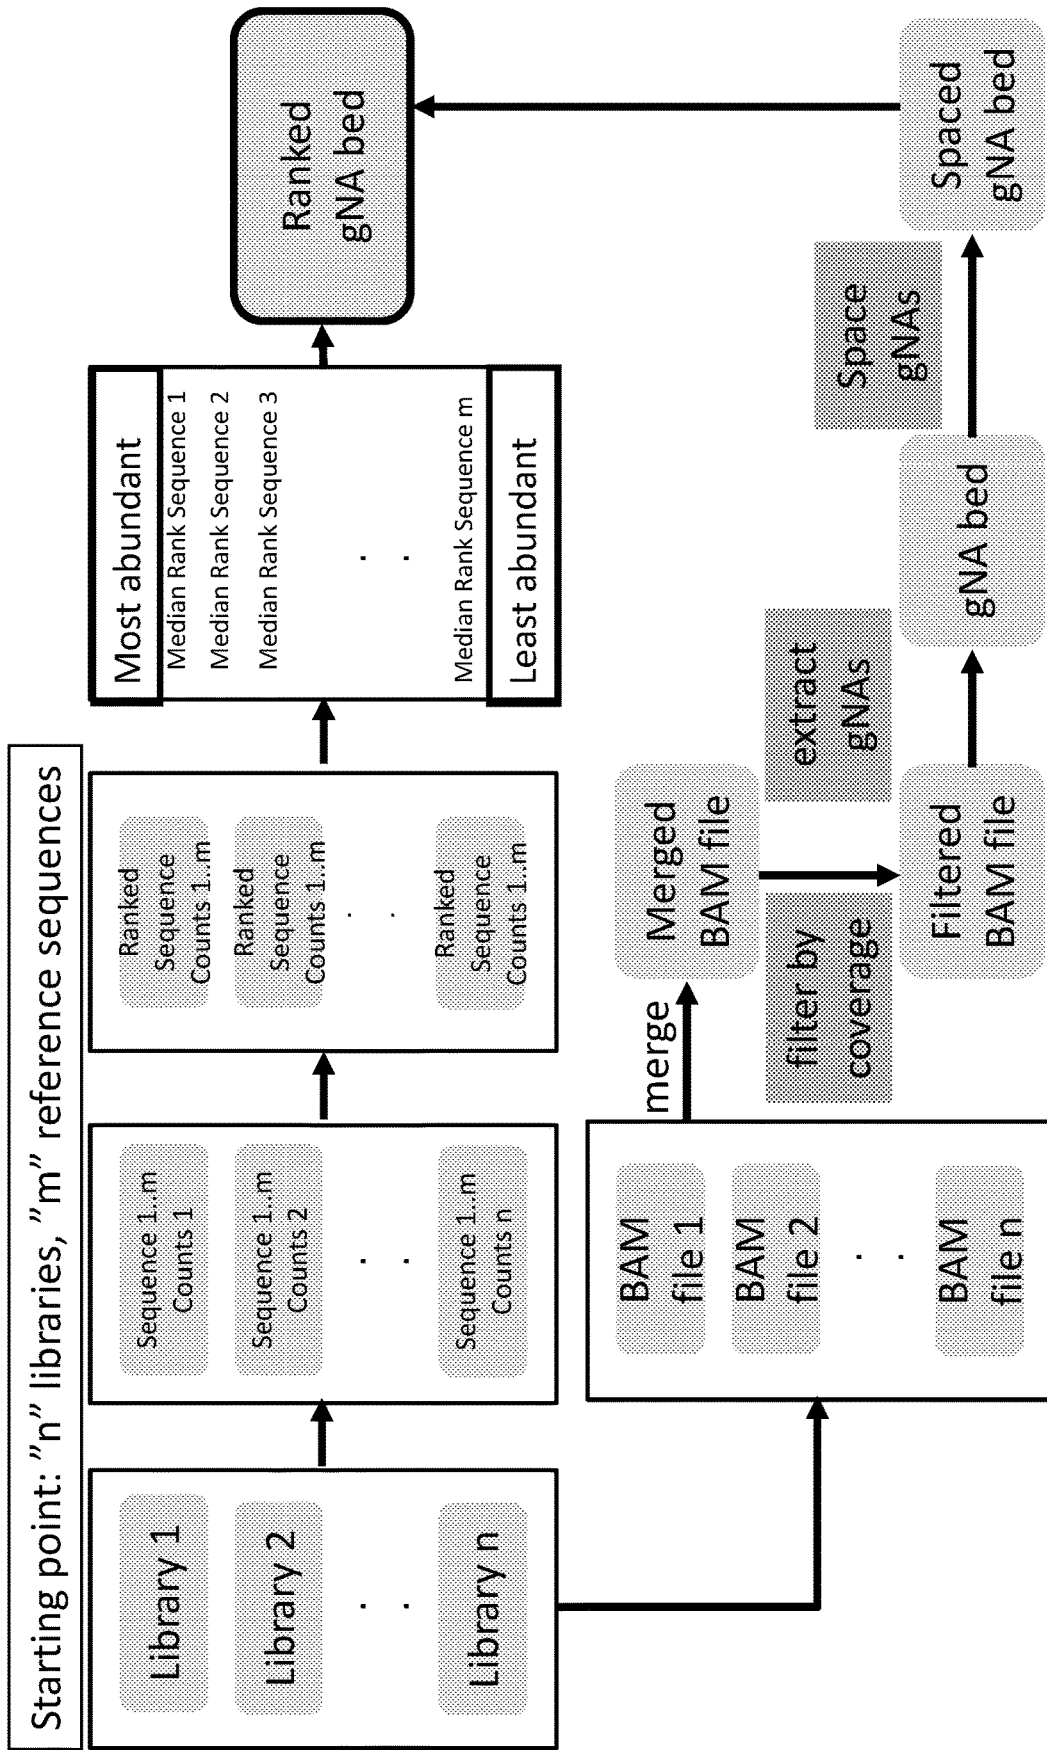 Starting point: ”n” libraries, ”m” reference sequences
Library 1
Library 2
. .
Library n
Sequence 1..m
Counts 1
Sequence 1..m
Counts 2
. .
Sequence 1..m
Counts n
Ranked
Sequence
Counts 1..m
Ranked
Sequence
Counts 1..m
. .
Ranked
Sequence
Counts 1..m
Most abundant
Median Rank Sequence 1
Median Rank Sequence 2
Median Rank Sequence 3
. .
Median Rank Sequence m
Least abundant
Ranked
gNA bed
BAM
file 1
BAM
file 2
. .
BAM
file n
merge
Merged
BAM file
filter by
coverage
Filtered
BAM file
extract
gNAs
gNA bed
Space
gNAs
Spaced
gNA bed